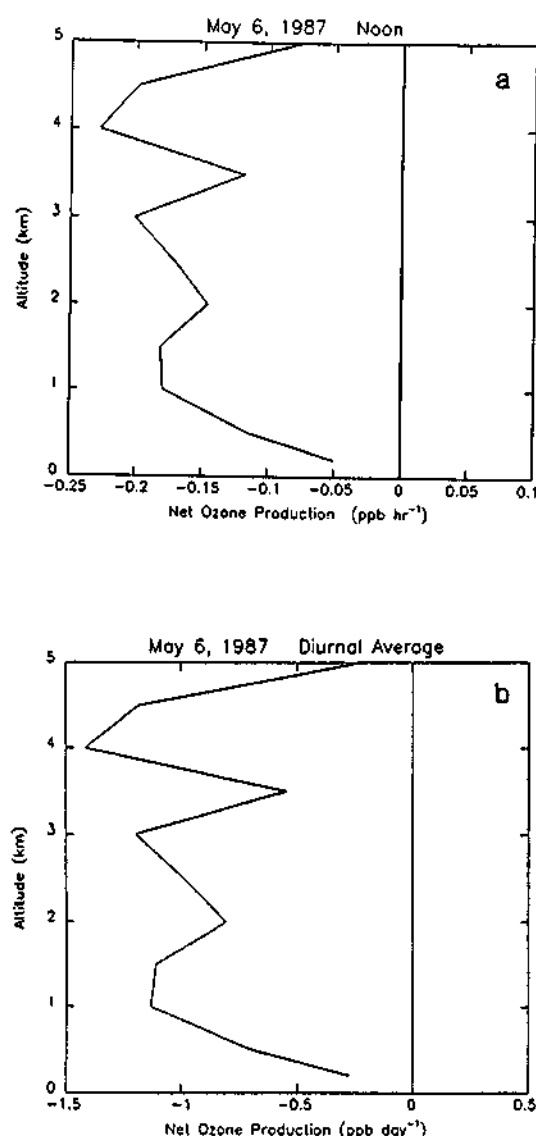 May 6, 1987 Noon
a
5
4
3
2
1
0
Altitude (km)
−0.25 −0.2 −0.15 −0.1 −0.05 0 0.05 0.1
Net Ozone Production (ppb hr⁻¹)
May 6, 1987 Diurnal Average
b
5
4
3
2
1
0
Altitude (km)
−1.5 −1 −0.5 0 0.5
Net Ozone Production (ppb day⁻¹)